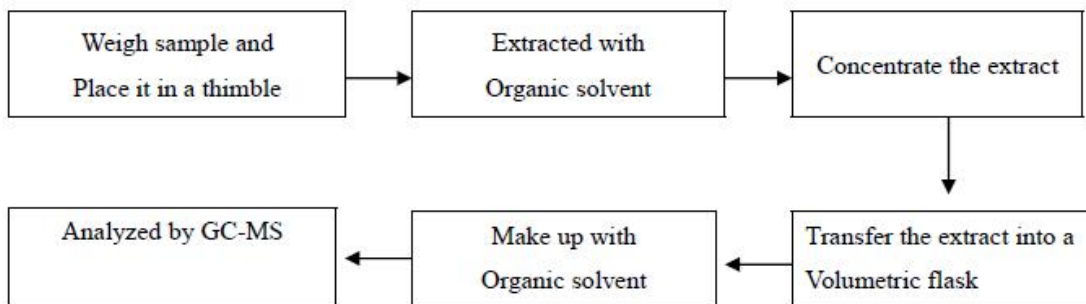 Weigh sample and
Place it in a thimble
Extracted with
Organic solvent
Concentrate the extract
Transfer the extract into a
Volumetric flask
Make up with
Organic solvent
Analyzed by GC-MS